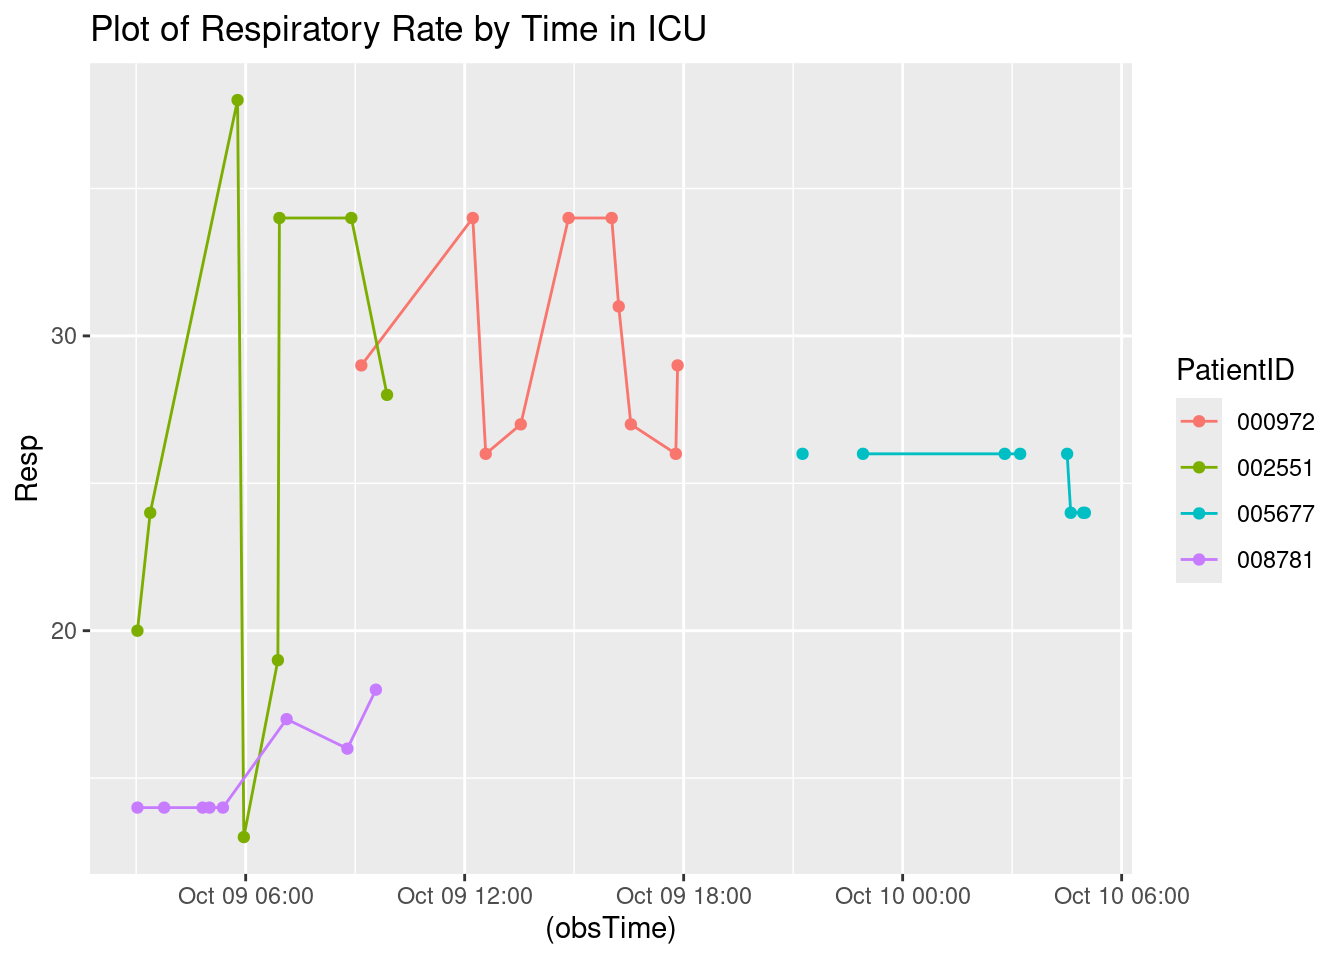 Plot of Respiratory Rate by Time in ICU
Resp
30
20
Oct 09 06:00
Oct 09 12:00
Oct 09 18:00
Oct 10 00:00
Oct 10 06:00
(obsTime)
PatientID
000972
002551
005677
008781